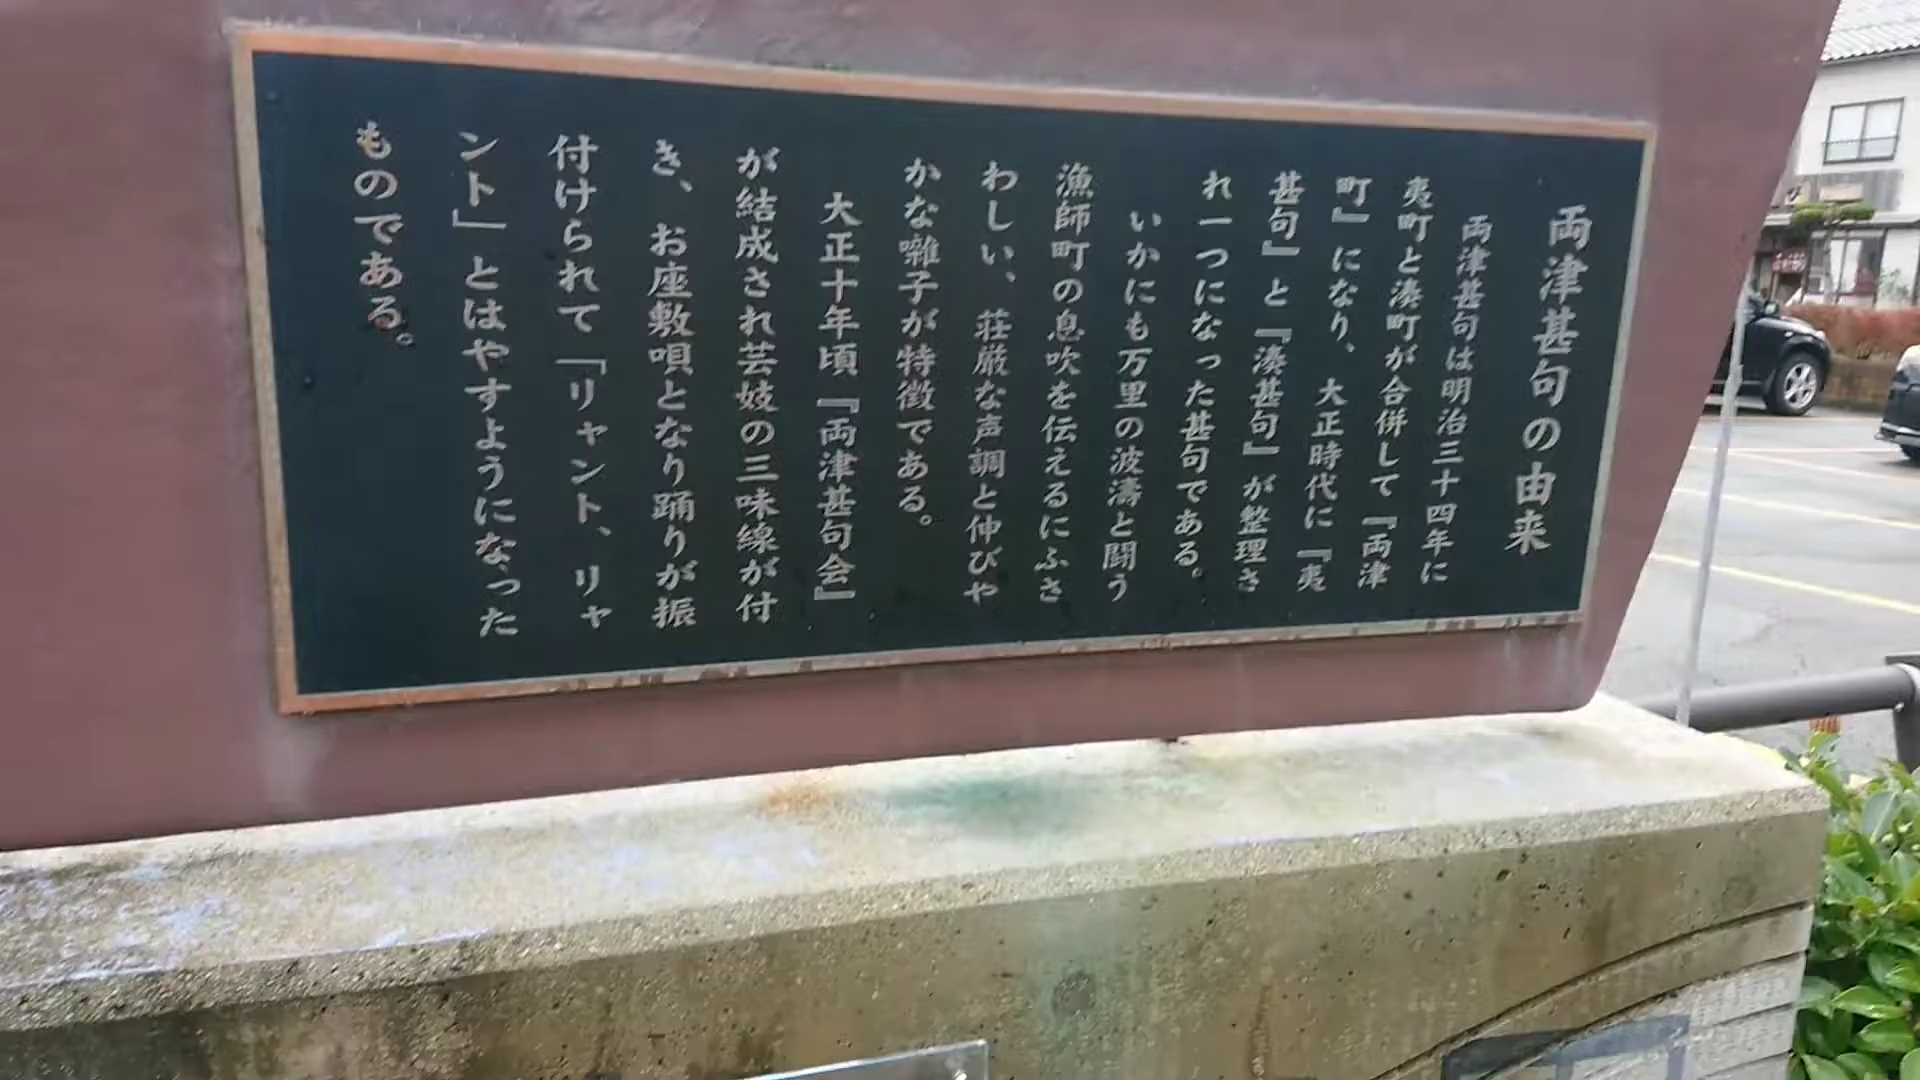 両津甚句の由来
両津甚句は明治三十四年に
夷町と湊町が合併して『両津
町』になり、大正時代に『夷
甚句』と『湊甚句』が整理さ
れ一つになった甚句である。
いかにも万里の波濤と闘う
漁師町の息吹を伝えるにふさ
わしい、荘厳な声調と伸びや
かな囃子が特徴である。
大正十年頃『両津甚句会』
が結成され芸妓の三味線が付
き、お座敷唄となり踊りが振
付けられて「リャント、リャ
ント」とはやすようになった
ものである。